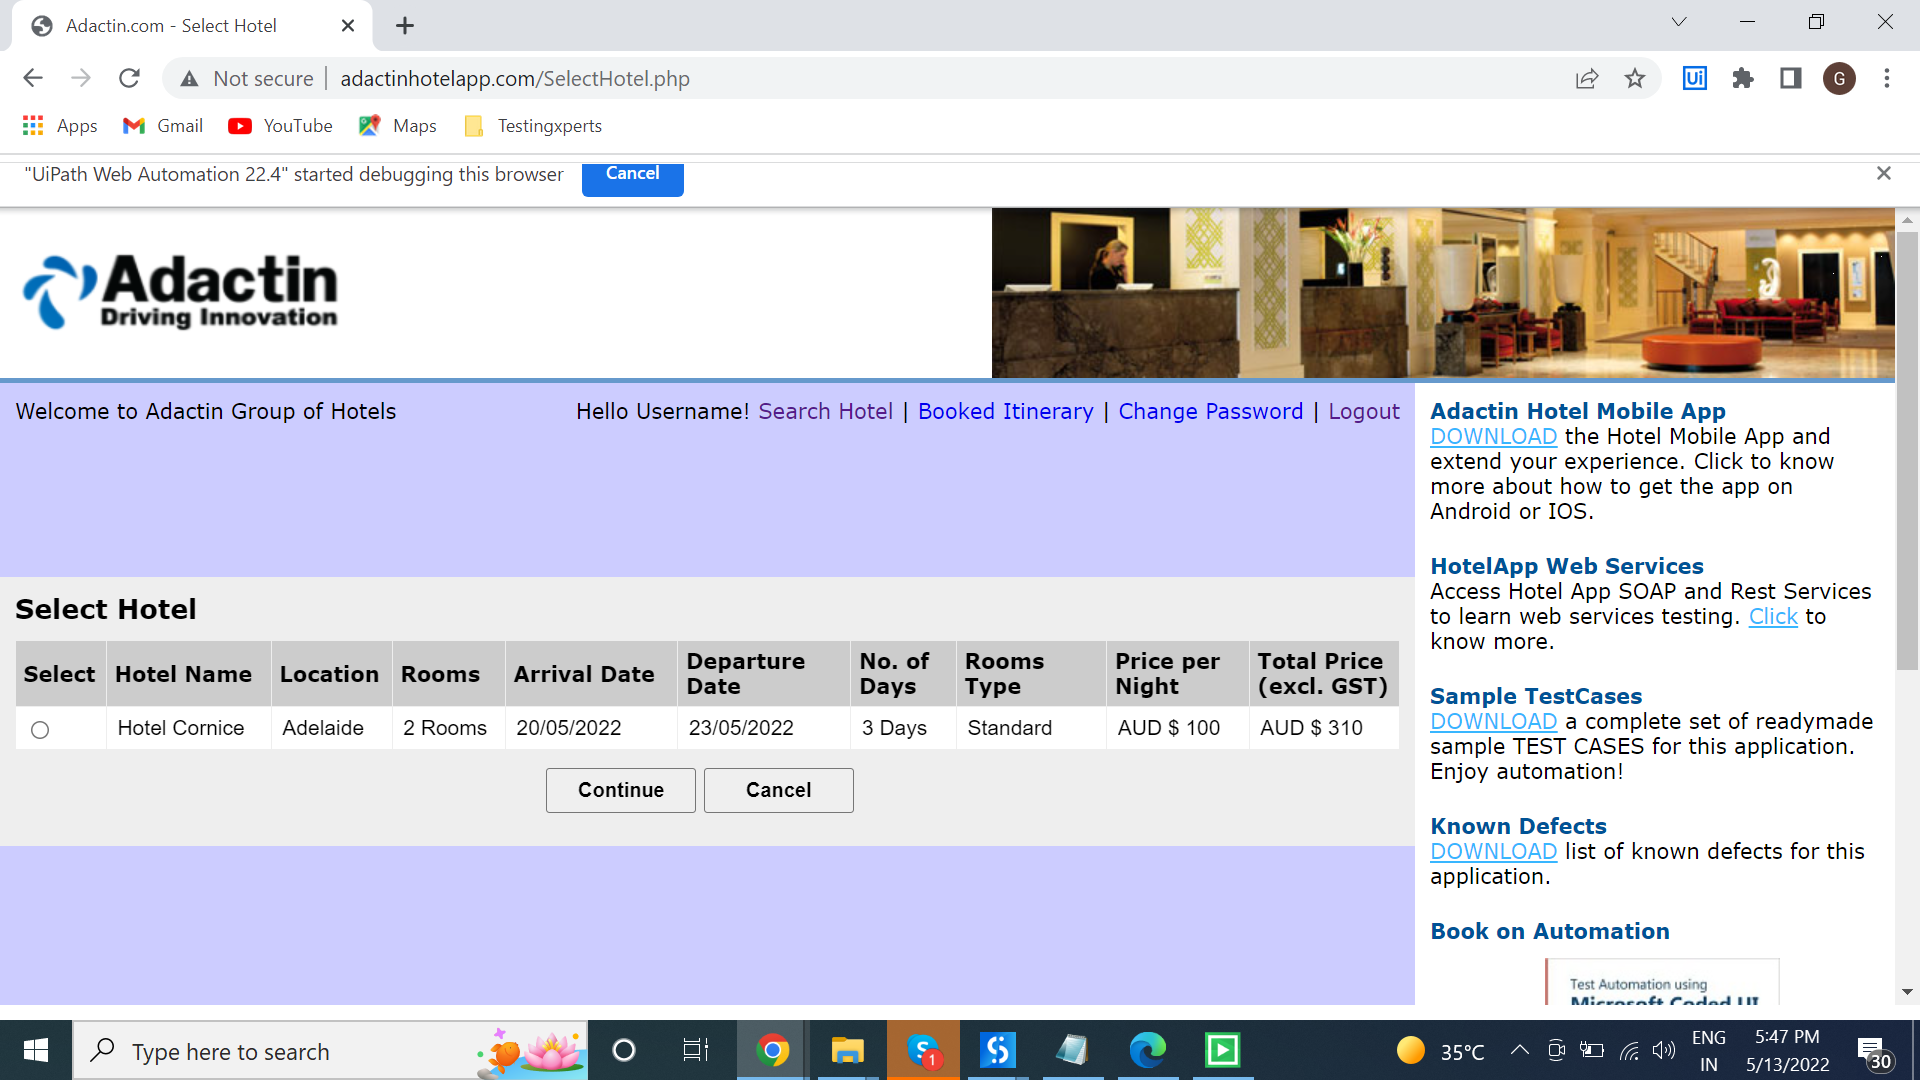 Adactin.com - Select Hotel
Not secure | adactinhotelapp.com/SelectHotel.php
G
Apps Gmail YouTube Maps Testingxperts
"UiPath Web Automation 22.4" started debugging this browser Cancel
Adactin
Driving Innovation
Welcome to Adactin Group of Hotels
Hello Username! Search Hotel | Booked Itinerary | Change Password | Logout
Select Hotel
Select Hotel Name Location Rooms Arrival Date Departure Date No. of Days Rooms Type Price per Night Total Price (excl. GST)
Hotel Cornice Adelaide 2 Rooms 20/05/2022 23/05/2022 3 Days Standard AUD $ 100 AUD $ 310
Continue Cancel
Adactin Hotel Mobile App
DOWNLOAD the Hotel Mobile App and
extend your experience. Click to know
more about how to get the app on
Android or IOS.
HotelApp Web Services
Access Hotel App SOAP and Rest Services
to learn web services testing. Click to
know more.
Sample TestCases
DOWNLOAD a complete set of readymade
sample TEST CASES for this application.
Enjoy automation!
Known Defects
DOWNLOAD list of known defects for this
application.
Book on Automation
Test Automation using
Microsoft Coded UI
Type here to search
1
35°C
ENG
IN
5:47 PM
5/13/2022
30